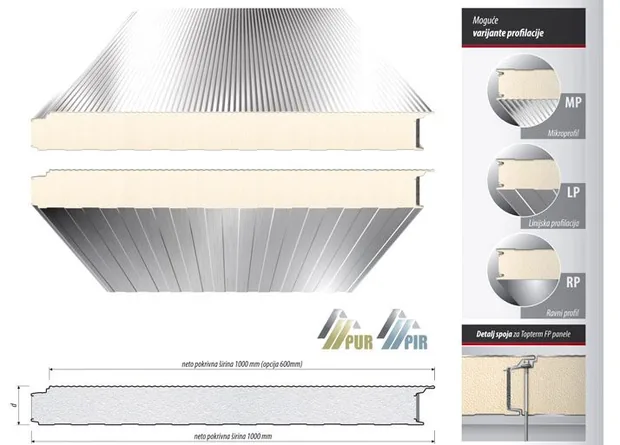 Moguće
varijante profilacije
MP
Mikroprofil
LP
Linijska profilacija
RP
Ravni profil
PUR PIR
Detalj spoja za Topterm FP panele
neto pokrivna širina 1000 mm (opcija 600mm)
d
neto pokrivna širina 1000 mm